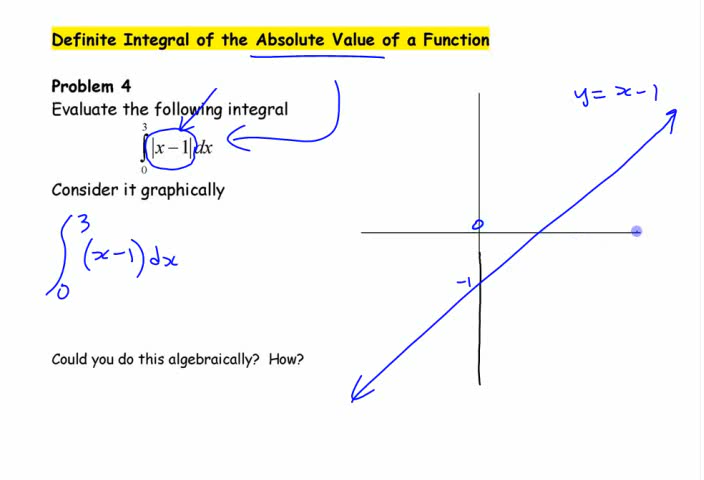 Definite Integral of the Absolute Value of a Function
Problem 4
Evaluate the following integral
∫₀³ |x − 1| dx
Consider it graphically
∫₀³ (x − 1) dx
Could you do this algebraically? How?
y = x − 1
0
−1